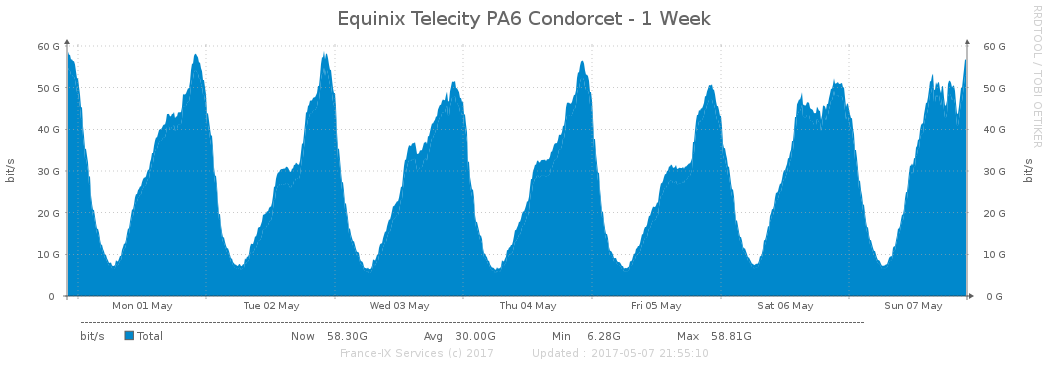 Equinix Telecity PA6 Condorcet - 1 Week
RRDTOOL / TOBI OETIKER
60 G 60 G
50 G 50 G
40 G 40 G
30 G 30 G
20 G 20 G
10 G 10 G
0 0 G
bit/s bit/s
Mon 01 May Tue 02 May Wed 03 May Thu 04 May Fri 05 May Sat 06 May Sun 07 May
bit/s Total Now 58.30G Avg 30.00G Min 6.28G Max 58.81G
France-IX Services (c) 2017 Updated : 2017-05-07 21:55:10